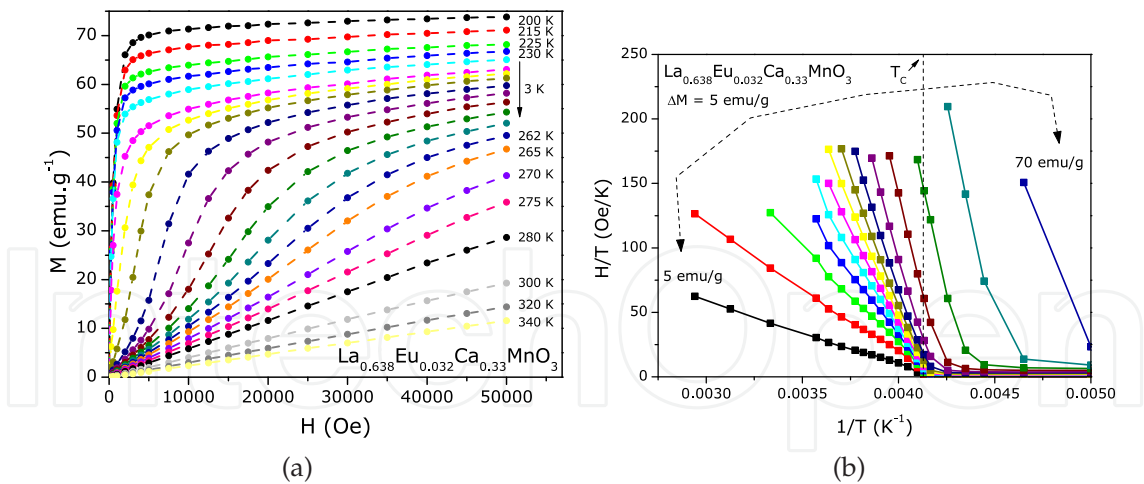 M (emu.g⁻¹)
70
60
50
40
30
20
10
0
200 K
215 K
225 K
230 K
3 K
262 K
265 K
270 K
275 K
280 K
300 K
320 K
340 K
La₀.₆₃₈Eu₀.₀₃₂Ca₀.₃₃MnO₃
0 10000 20000 30000 40000 50000
H (Oe)
(a)
H/T (Oe/K)
250
200
150
100
50
0
La₀.₆₃₈Eu₀.₀₃₂Ca₀.₃₃MnO₃
ΔM = 5 emu/g
T_C
70 emu/g
5 emu/g
0.0030 0.0035 0.0040 0.0045 0.0050
1/T (K⁻¹)
(b)
InTechOpen